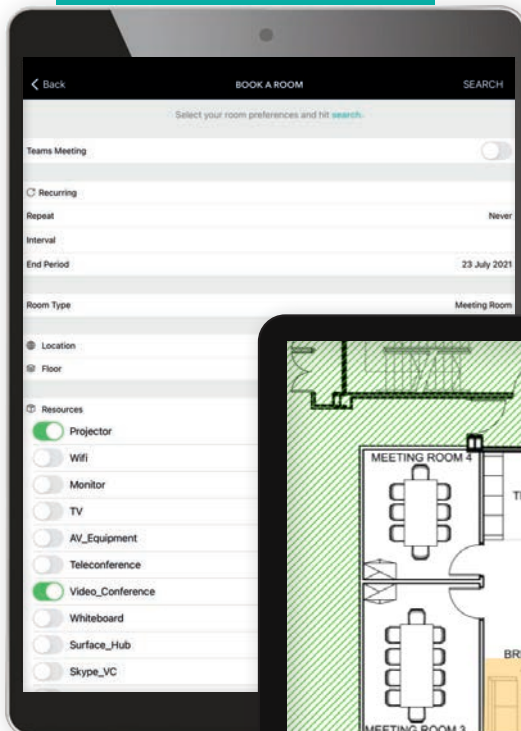 Back
BOOK A ROOM
SEARCH
Select your room preferences and hit search.
Teams Meeting
Recurring
Repeat Never
Interval
End Period 23 July 2021
Room Type Meeting Room
Location
Floor
Resources
Projector
Wifi
Monitor
TV
AV_Equipment
Teleconference
Video_Conference
Whiteboard
Surface_Hub
Skype_VC
MEETING ROOM 4
MEETING ROOM 3